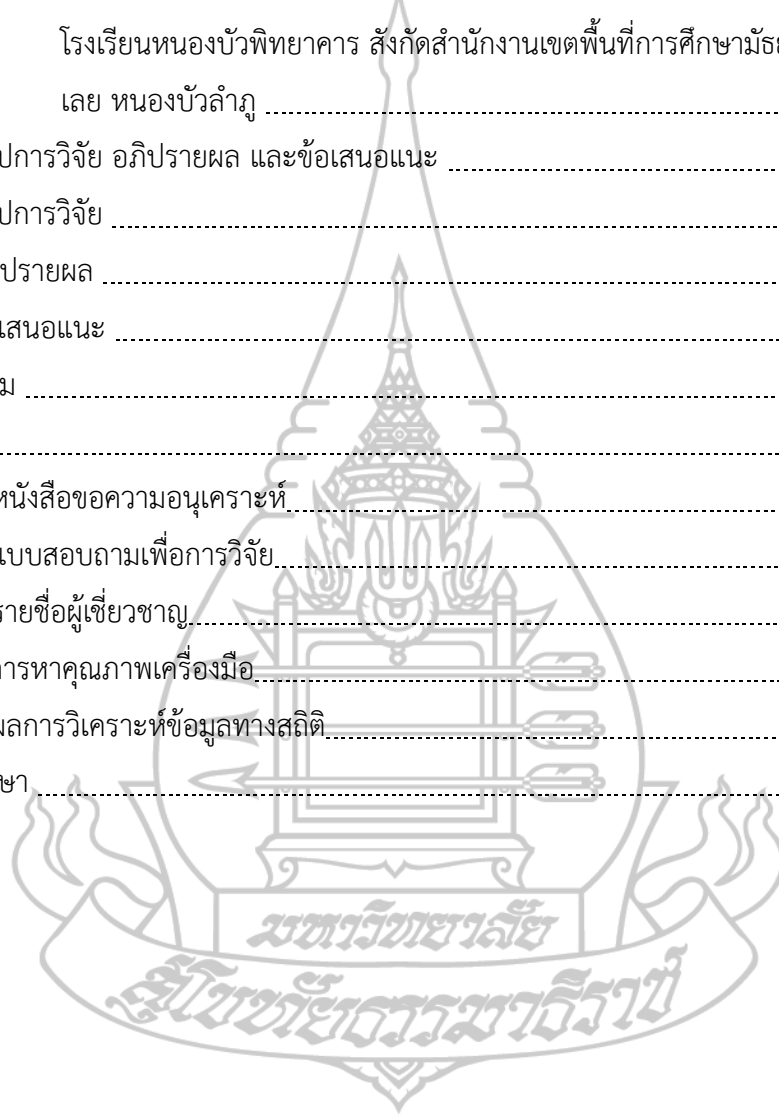 โรงเรียนหนองบัวพิทยาคาร สังกัดสำนักงานเขตพื้นที่การศึกษามัธย
เลย หนองบัวลำภู
ปการวิจัย อภิปรายผล และข้อเสนอแนะ
ปการวิจัย
ปรายผล
เสนอแนะ
ม
หนังสือขอความอนุเคราะห์
แบบสอบถามเพื่อการวิจัย
รายชื่อผู้เชี่ยวชาญ
การหาคุณภาพเครื่องมือ
ผลการวิเคราะห์ข้อมูลทางสถิติ
ษา
มหาวิทยาลัย
สุโขทัยธรรมาธิราช